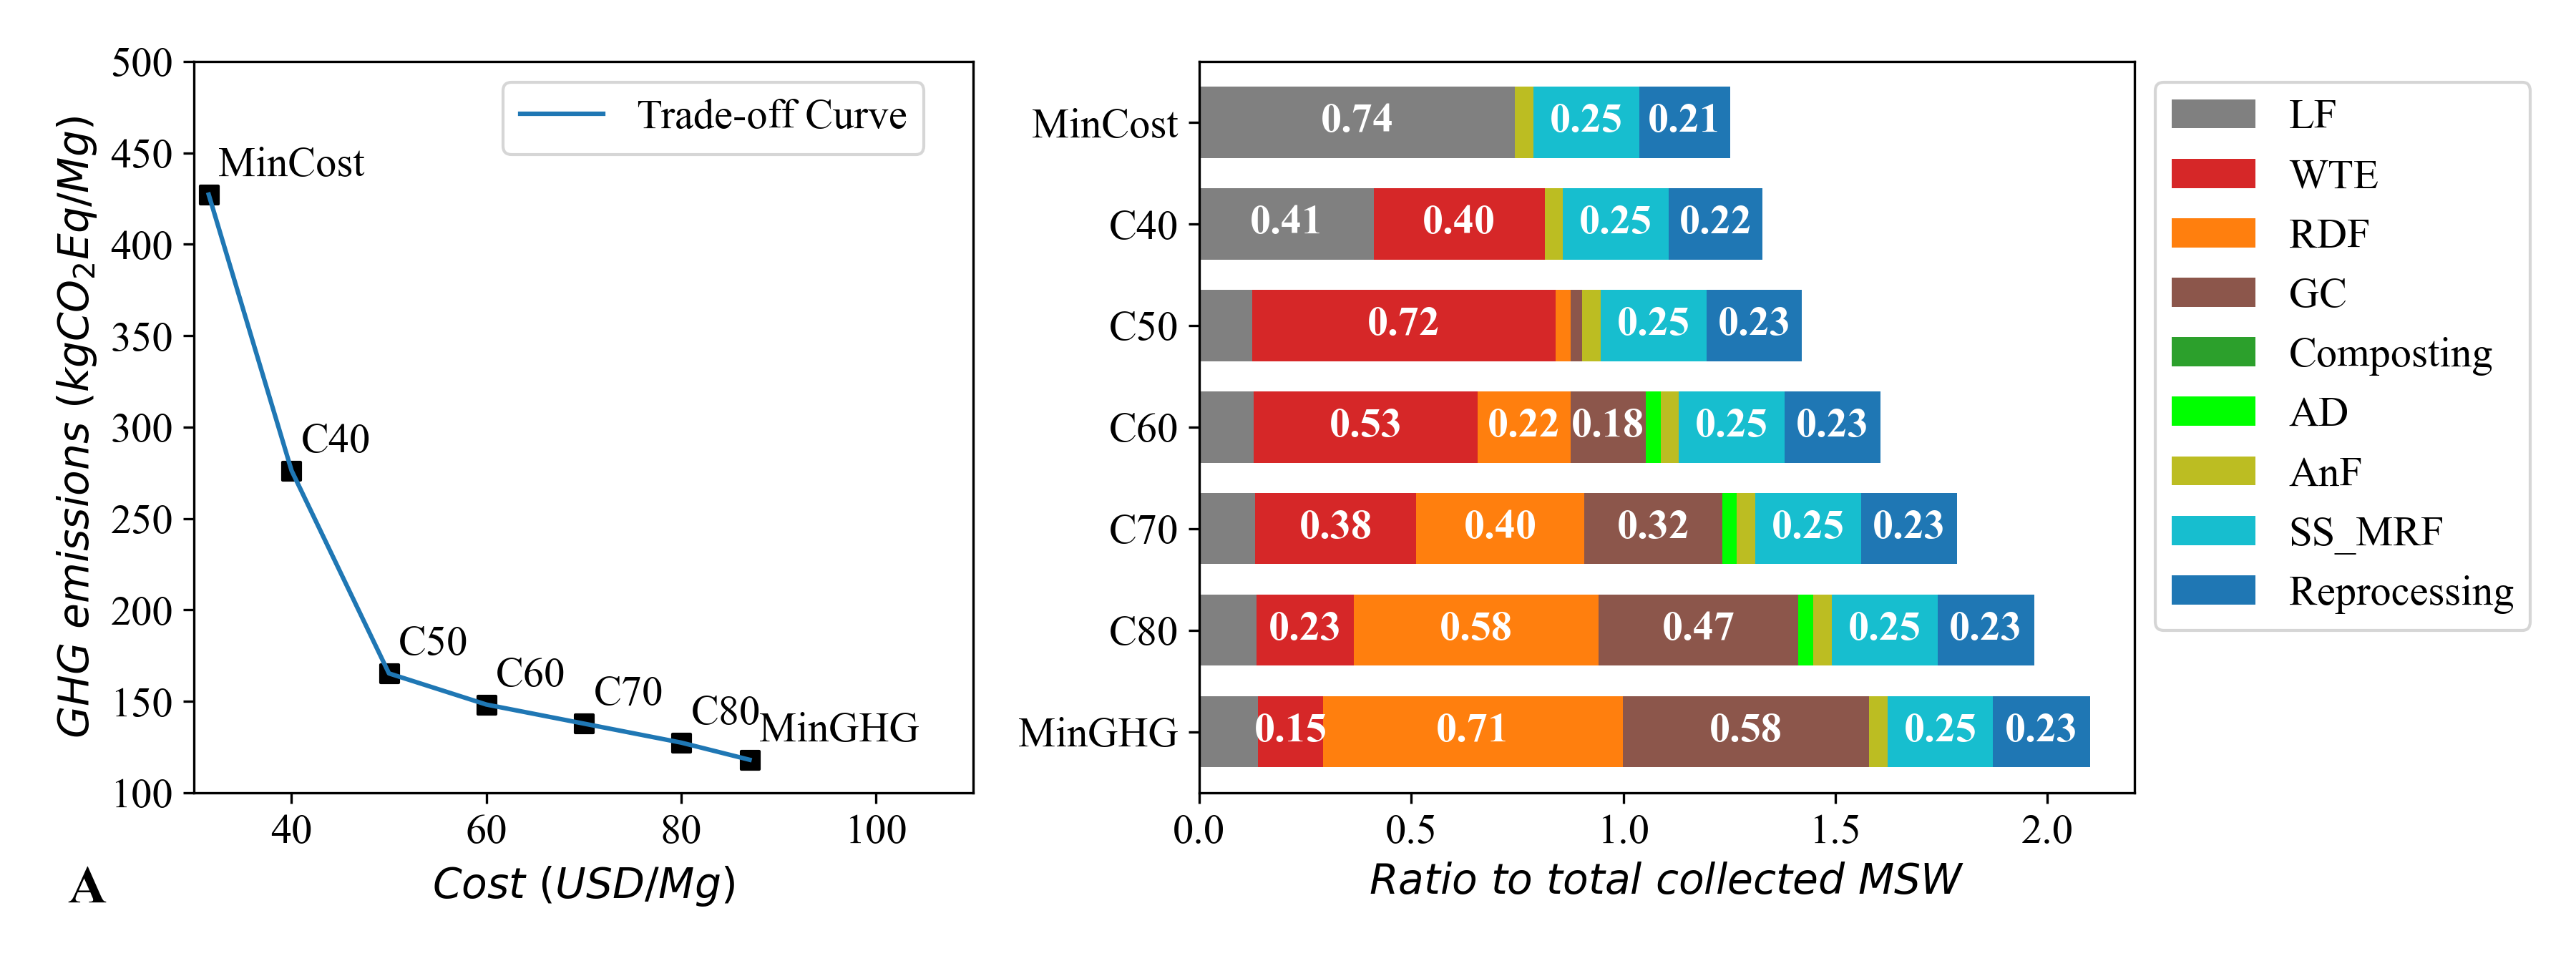 500
450
400
350
300
250
200
150
100
GHG emissions (kgCO₂Eq/Mg)
Trade-off Curve
MinCost
C40
C50
C60
C70
C80
MinGHG
40 60 80 100
Cost (USD/Mg)
A
MinCost 0.74 0.25 0.21
C40 0.41 0.40 0.25 0.22
C50 0.72 0.25 0.23
C60 0.53 0.22 0.18 0.25 0.23
C70 0.38 0.40 0.32 0.25 0.23
C80 0.23 0.58 0.47 0.25 0.23
MinGHG 0.15 0.71 0.58 0.25 0.23
0.0 0.5 1.0 1.5 2.0
Ratio to total collected MSW
LF
WTE
RDF
GC
Composting
AD
AnF
SS_MRF
Reprocessing